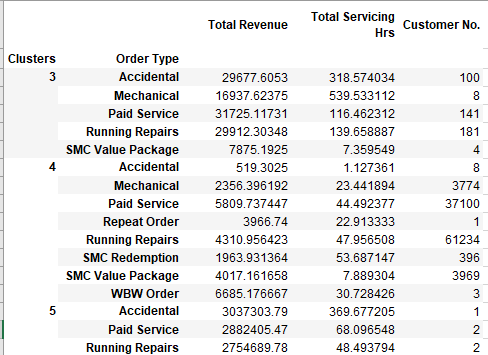 Total Revenue Total Servicing Hrs Customer No.
Clusters Order Type
3 Accidental 29677.6053 318.574034 100
Mechanical 16937.62375 539.533112 8
Paid Service 31725.11731 116.462312 141
Running Repairs 29912.30348 139.658887 181
SMC Value Package 7875.1925 7.359549 4
4 Accidental 519.3025 1.127361 8
Mechanical 2356.396192 23.441894 3774
Paid Service 5809.737447 44.492377 37100
Repeat Order 3966.74 22.913333 1
Running Repairs 4310.956423 47.956508 61234
SMC Redemption 1963.931364 53.687147 396
SMC Value Package 4017.161658 7.889304 3969
WBW Order 6685.176667 30.728426 3
5 Accidental 3037303.79 369.677205 1
Paid Service 2882405.47 68.096548 2
Running Repairs 2754689.78 48.493794 2